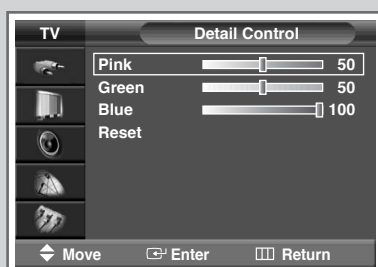 TV Detail Control
Pink 50
Green 50
Blue 100
Reset
Move Enter Return